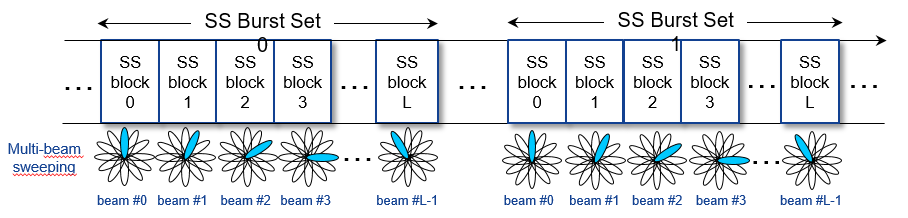 SS Burst Set
0
SS Burst Set
1
SS
block
0
SS
block
1
SS
block
2
SS
block
3
SS
block
L
SS
block
0
SS
block
1
SS
block
2
SS
block
3
SS
block
L
Multi-beam
sweeping
beam #0 beam #1 beam #2 beam #3 beam #L-1 beam #0 beam #1 beam #2 beam #3 beam#L-1